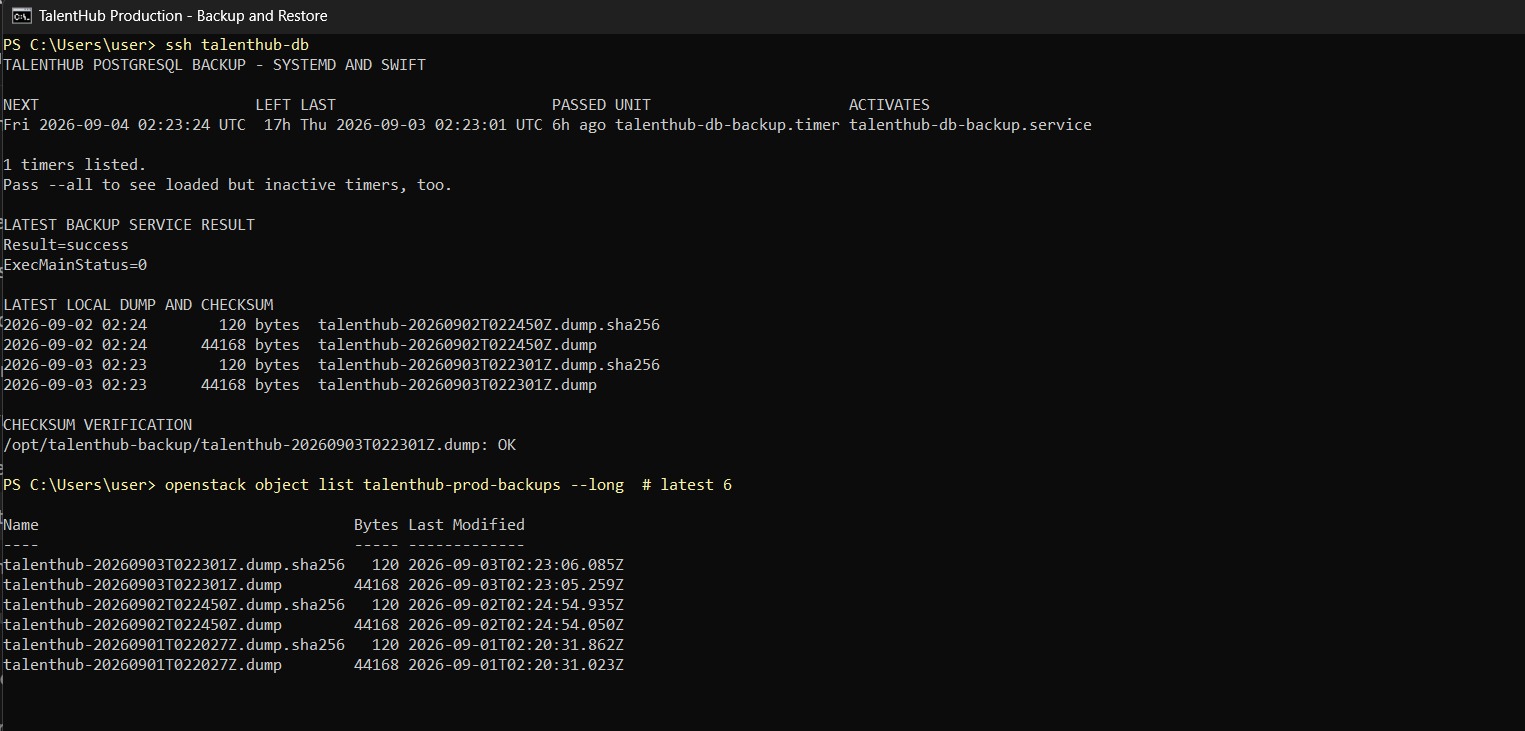 TalentHub Production - Backup and Restore
PS C:\Users\user> ssh talenthub-db
TALENTHUB POSTGRESQL BACKUP - SYSTEMD AND SWIFT
NEXT                        LEFT LAST                        PASSED UNIT                      ACTIVATES
Fri 2026-09-04 02:23:24 UTC  17h Thu 2026-09-03 02:23:01 UTC 6h ago talenthub-db-backup.timer talenthub-db-backup.service
1 timers listed.
Pass --all to see loaded but inactive timers, too.
LATEST BACKUP SERVICE RESULT
Result=success
ExecMainStatus=0
LATEST LOCAL DUMP AND CHECKSUM
2026-09-02 02:24        120 bytes  talenthub-20260902T022450Z.dump.sha256
2026-09-02 02:24      44168 bytes  talenthub-20260902T022450Z.dump
2026-09-03 02:23        120 bytes  talenthub-20260903T022301Z.dump.sha256
2026-09-03 02:23      44168 bytes  talenthub-20260903T022301Z.dump
CHECKSUM VERIFICATION
/opt/talenthub-backup/talenthub-20260903T022301Z.dump: OK
PS C:\Users\user> openstack object list talenthub-prod-backups --long  # latest 6
Name                                   Bytes Last Modified
----                                   ----- -------------
talenthub-20260903T022301Z.dump.sha256   120 2026-09-03T02:23:06.085Z
talenthub-20260903T022301Z.dump        44168 2026-09-03T02:23:05.259Z
talenthub-20260902T022450Z.dump.sha256   120 2026-09-02T02:24:54.935Z
talenthub-20260902T022450Z.dump        44168 2026-09-02T02:24:54.050Z
talenthub-20260901T022027Z.dump.sha256   120 2026-09-01T02:20:31.862Z
talenthub-20260901T022027Z.dump        44168 2026-09-01T02:20:31.023Z